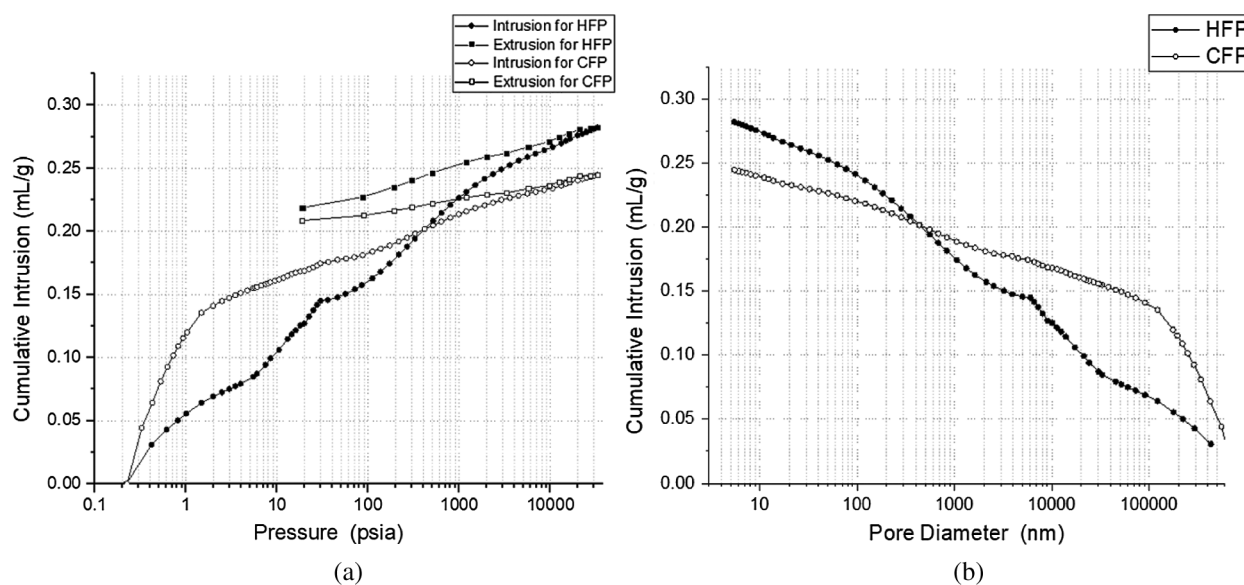 Intrusion for HFP
Extrusion for HFP
Intrusion for CFP
Extrusion for CFP
0.30
0.25
0.20
0.15
0.10
0.05
0.00
Cumulative Intrusion (mL/g)
0.1
1
10
100
1000
10000
Pressure (psia)
(a)
HFP
CFP
0.30
0.25
0.20
0.15
0.10
0.05
0.00
Cumulative Intrusion (mL/g)
10
100
1000
10000
100000
Pore Diameter (nm)
(b)